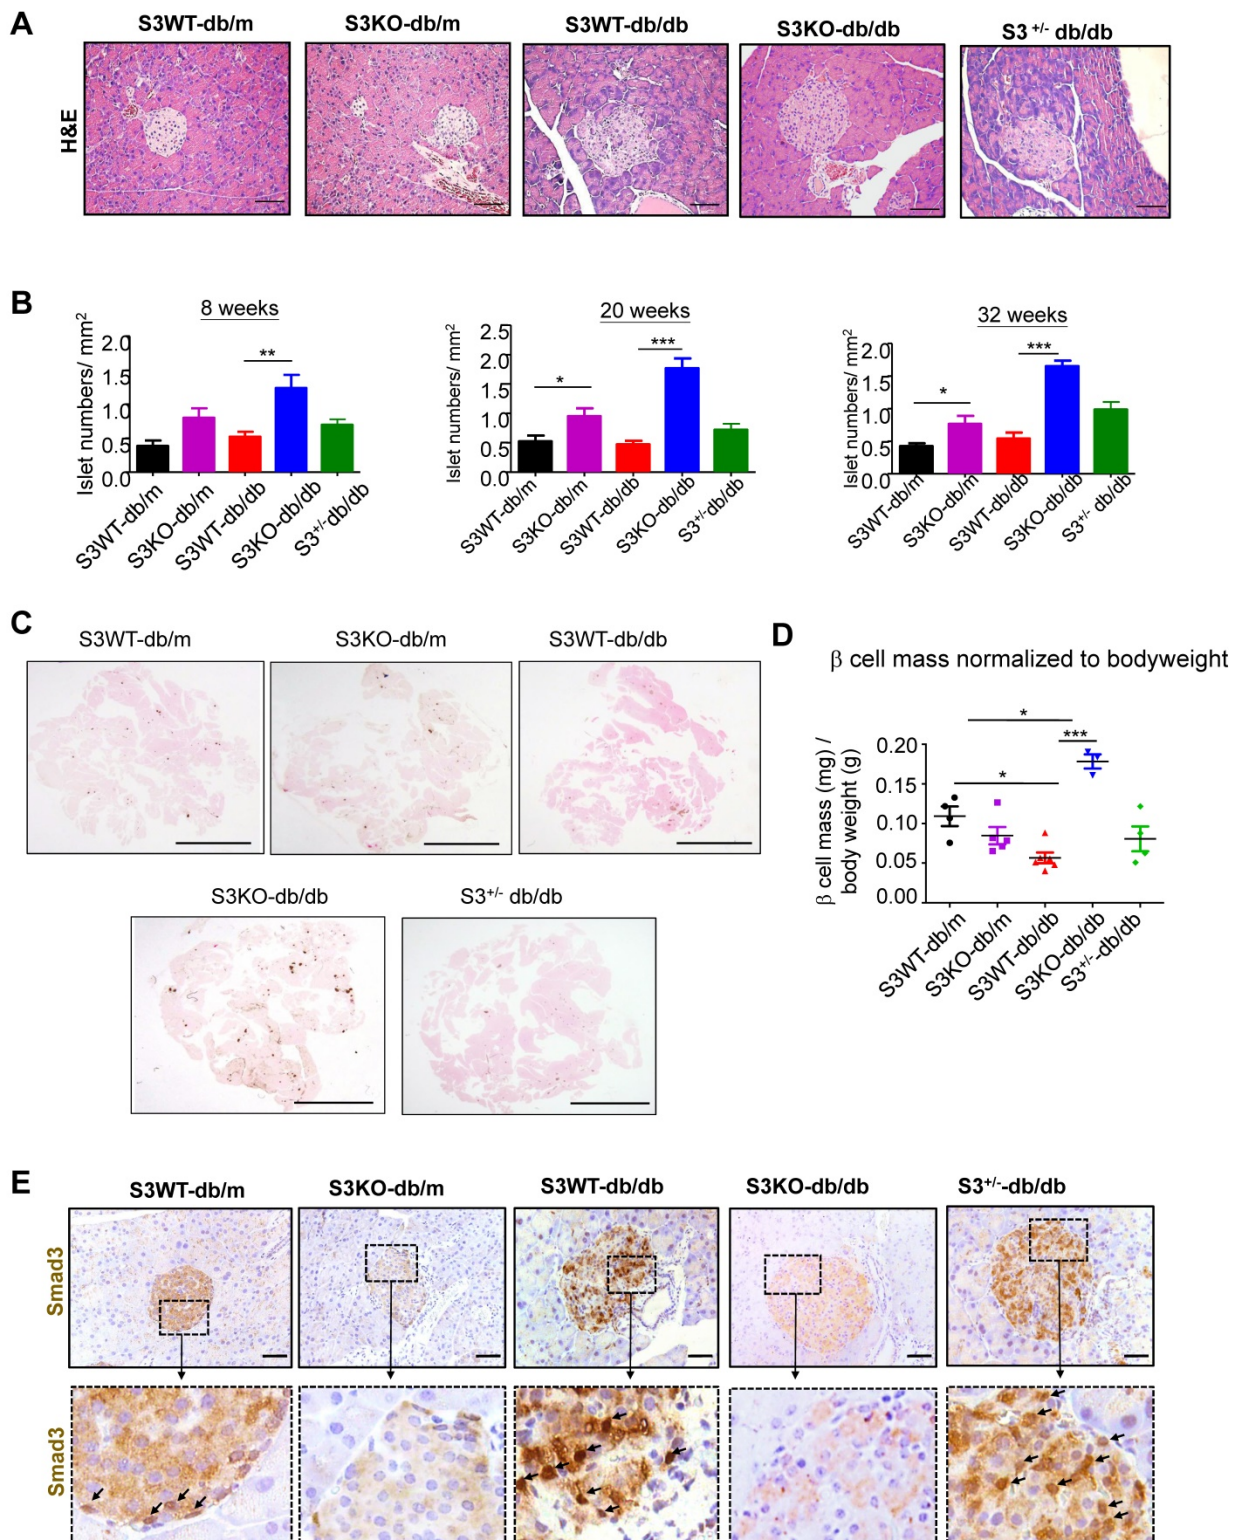 A
S3WT-db/m S3KO-db/m S3WT-db/db S3KO-db/db S3+/- db/db
H&E
B
8 weeks
Islet numbers/ mm2
2.0
1.5
1.0
0.5
0.0
**
S3WT-db/m S3KO-db/m S3WT-db/db S3KO-db/db S3+/-db/db
20 weeks
Islet numbers/ mm2
2.5
2.0
1.5
1.0
0.5
0.0
* ***
S3WT-db/m S3KO-db/m S3WT-db/db S3KO-db/db S3+/-db/db
32 weeks
Islet numbers/ mm2
2.0
1.5
1.0
0.5
0.0
* ***
S3WT-db/m S3KO-db/m S3WT-db/db S3KO-db/db S3+/- db/db
C
S3WT-db/m S3KO-db/m S3WT-db/db
S3KO-db/db S3+/- db/db
D
β cell mass normalized to bodyweight
β cell mass (mg) /
body weight (g)
0.20
0.15
0.10
0.05
0.00
*
***
*
S3WT-db/m S3KO-db/m S3WT-db/db S3KO-db/db S3+/--db/db
E
S3WT-db/m S3KO-db/m S3WT-db/db S3KO-db/db S3+/--db/db
Smad3
Smad3